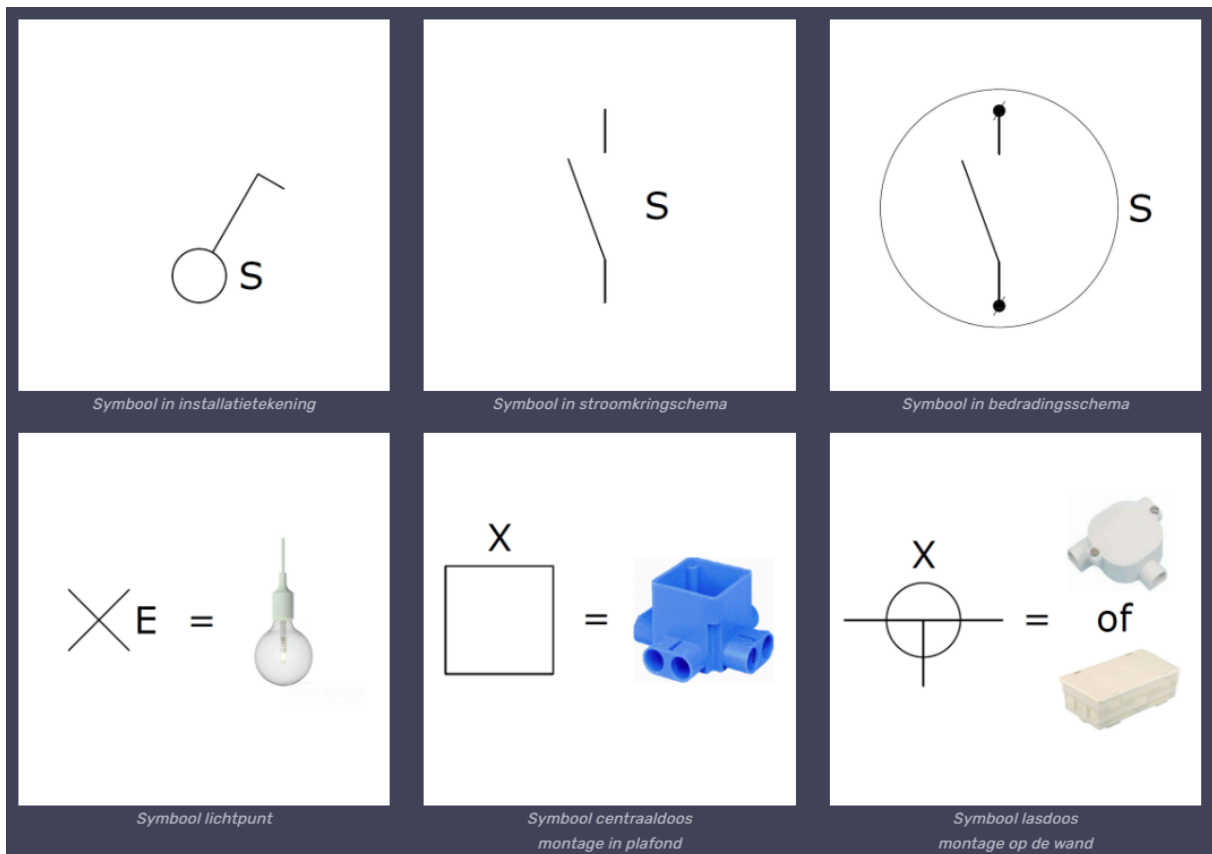 S
S
S
Symbool in installatietekening
Symbool in stroomkringschema
Symbool in bedradingsschema
E =
X
=
X
=
of
Symbool lichtpunt
Symbool centraaldoos
montage in plafond
Symbool lasdoos
montage op de wand